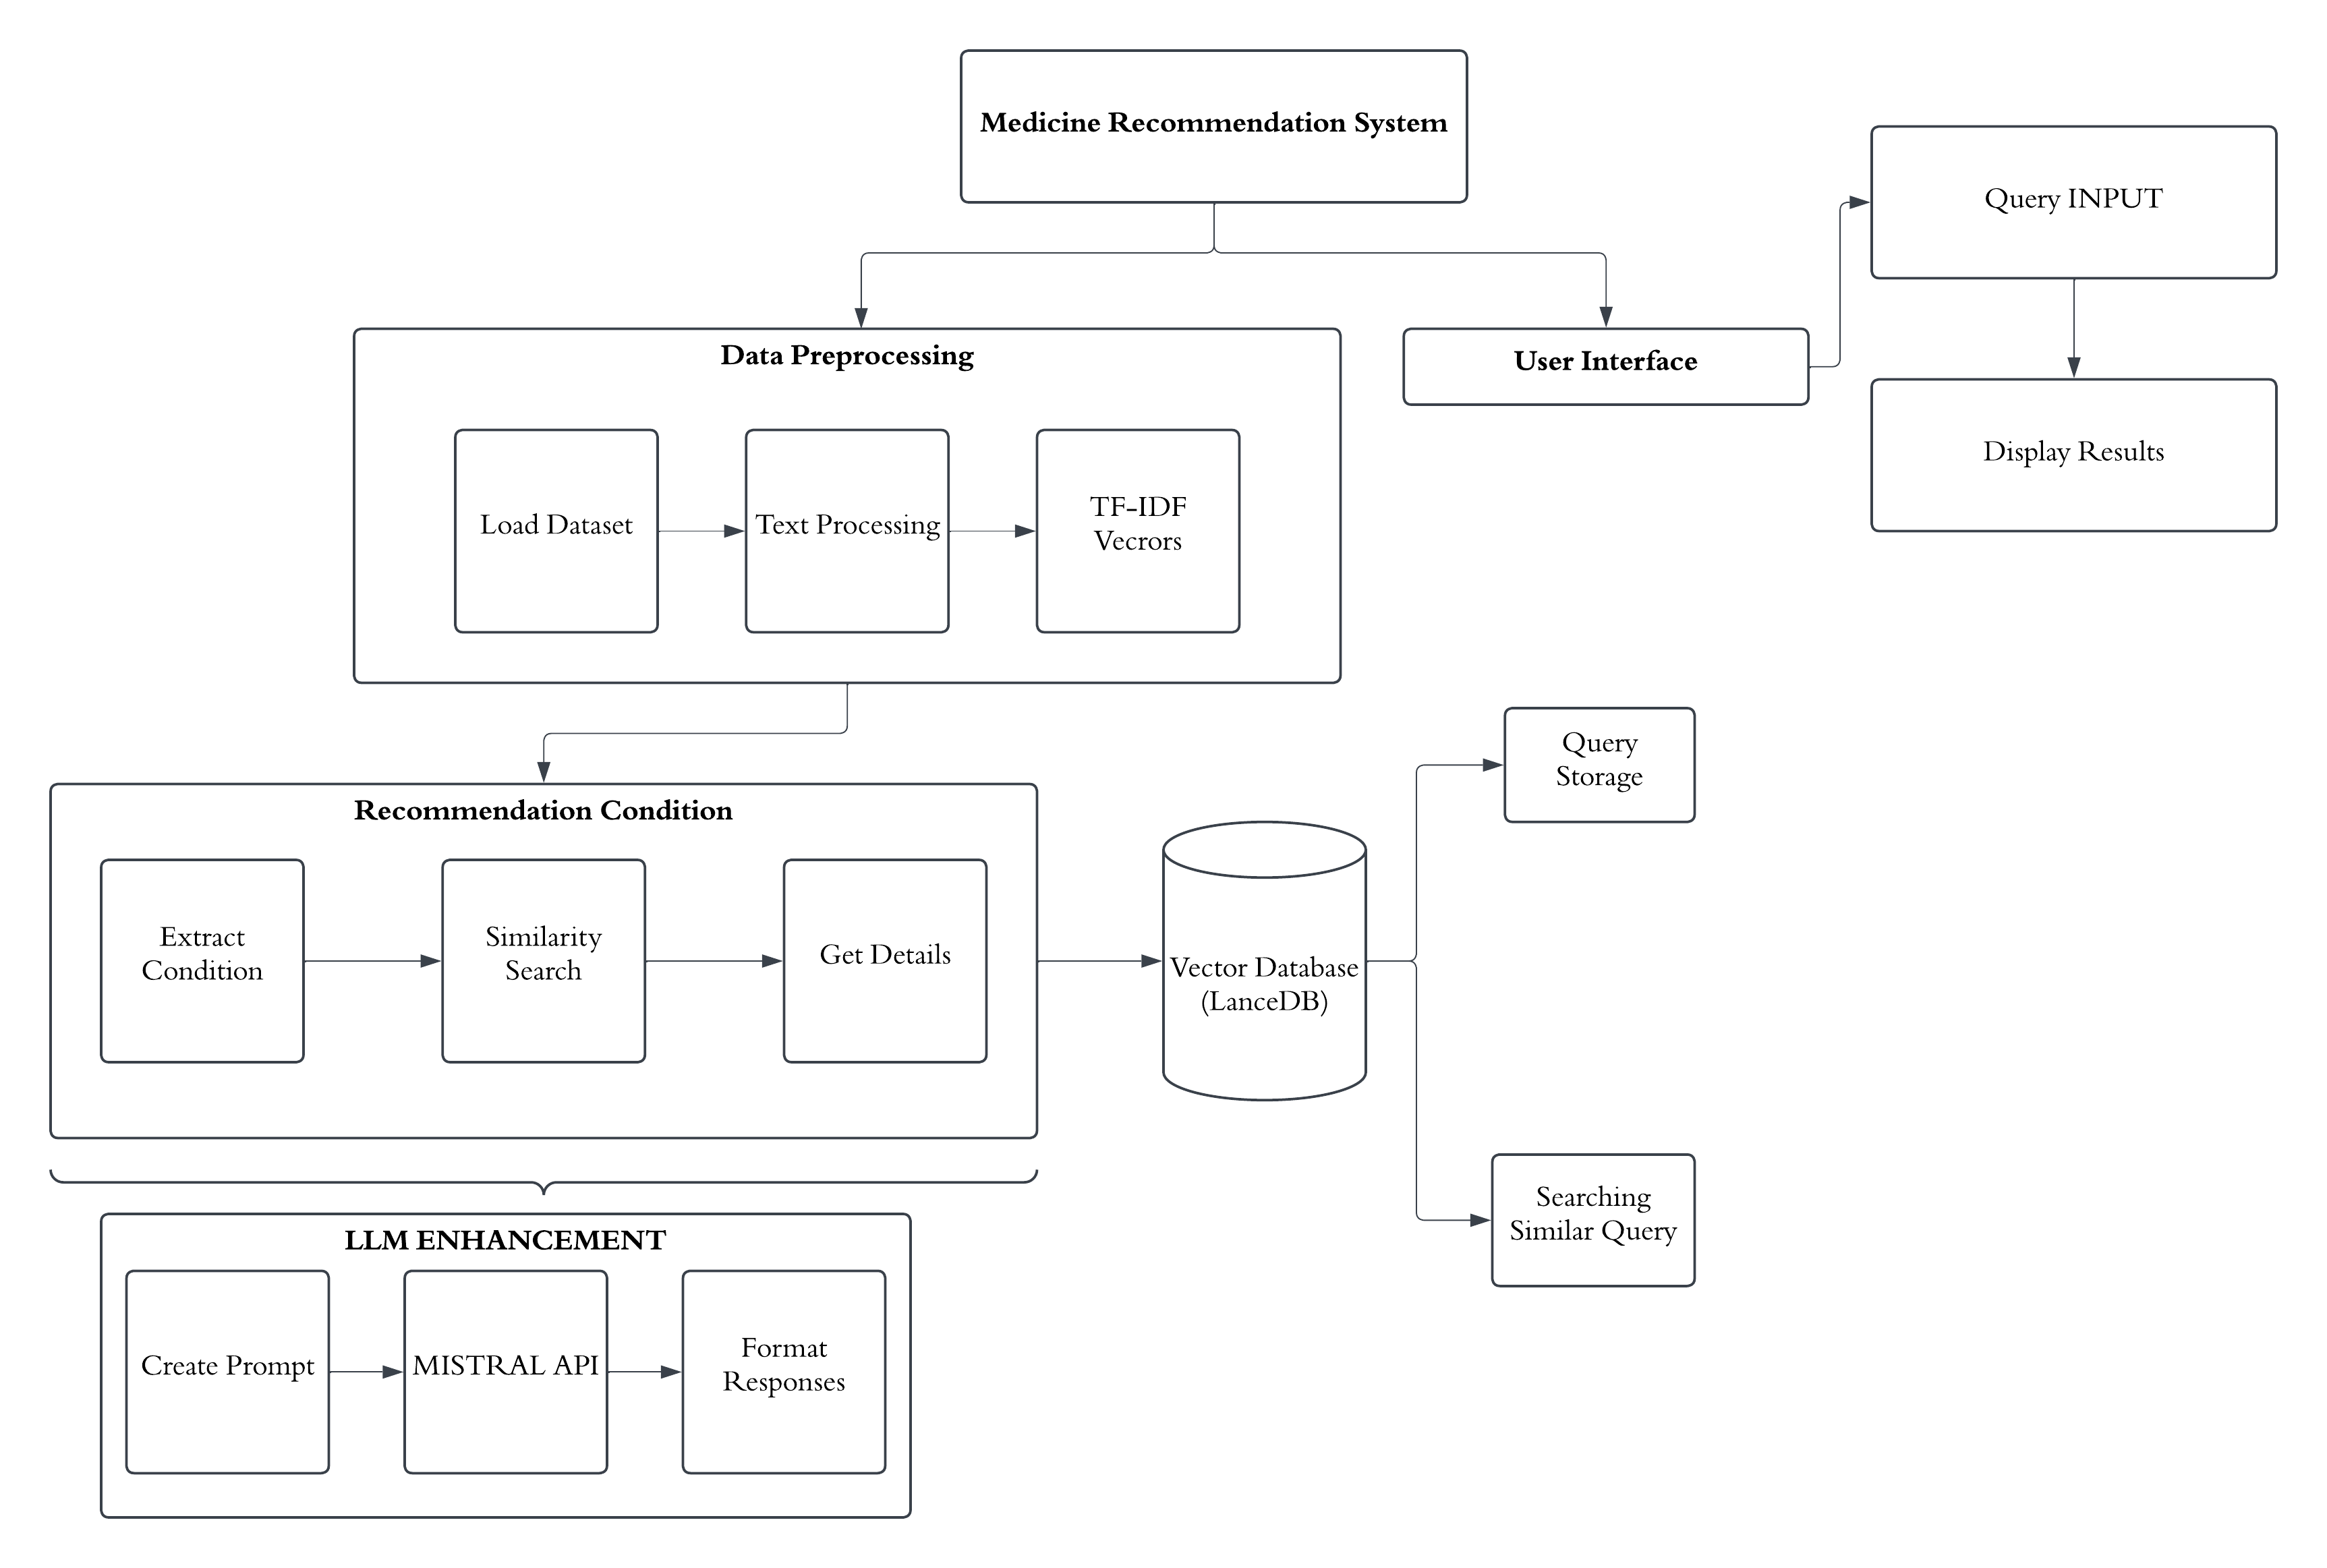 Medicine Recommendation System
Query INPUT
Data Preprocessing
User Interface
Display Results
Load Dataset
Text Processing
TF-IDF
Vecrors
Query
Storage
Recommendation Condition
Extract
Condition
Similarity
Search
Get Details
Vector Database
(LanceDB)
Searching
Similar Query
LLM ENHANCEMENT
Create Prompt
MISTRAL API
Format
Responses